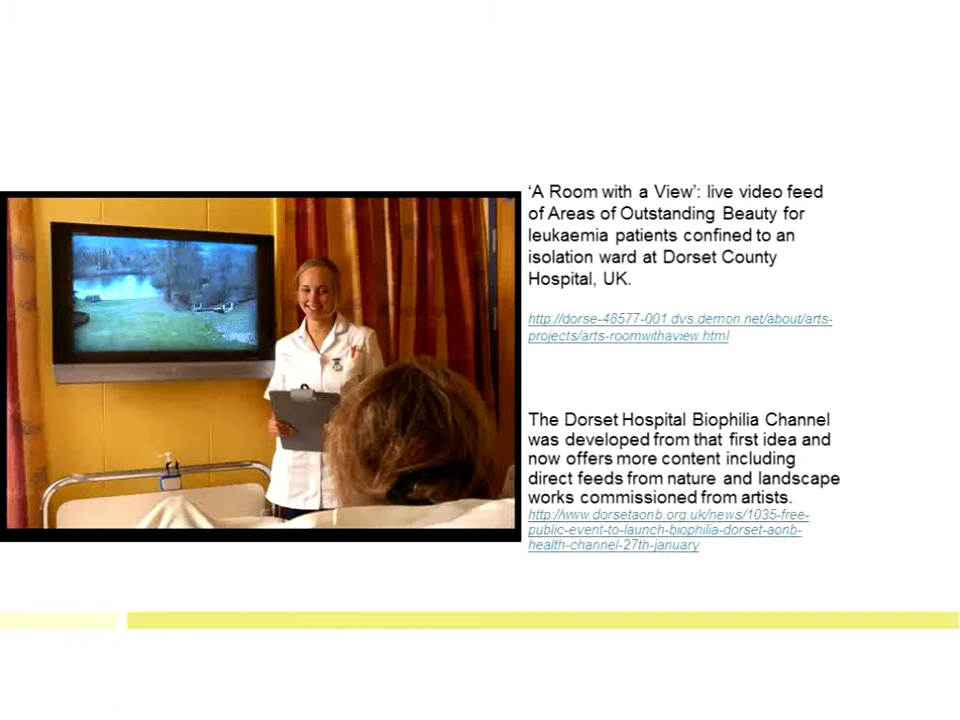 ‘A Room with a View’: live video feed
of Areas of Outstanding Beauty for
leukaemia patients confined to an
isolation ward at Dorset County
Hospital, UK.
http://dorse-48577-001.dvs.demon.net/about/arts-
projects/arts-roomwithaview.html
The Dorset Hospital Biophilia Channel
was developed from that first idea and
now offers more content including
direct feeds from nature and landscape
works commissioned from artists.
http://www.dorsetaonb.org.uk/news/1035-free-
public-event-to-launch-biophilia-dorset-aonb-
health-channel-27th-january